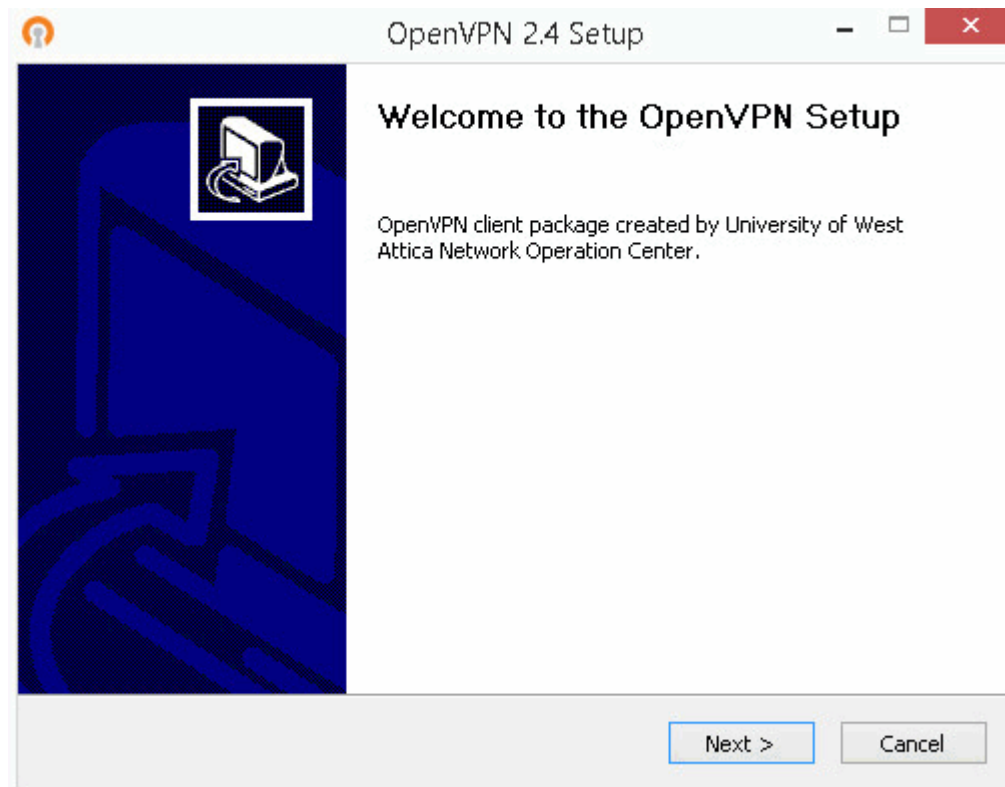 OpenVPN 2.4 Setup
Welcome to the OpenVPN Setup
OpenVPN client package created by University of West
Attica Network Operation Center.
Next >
Cancel